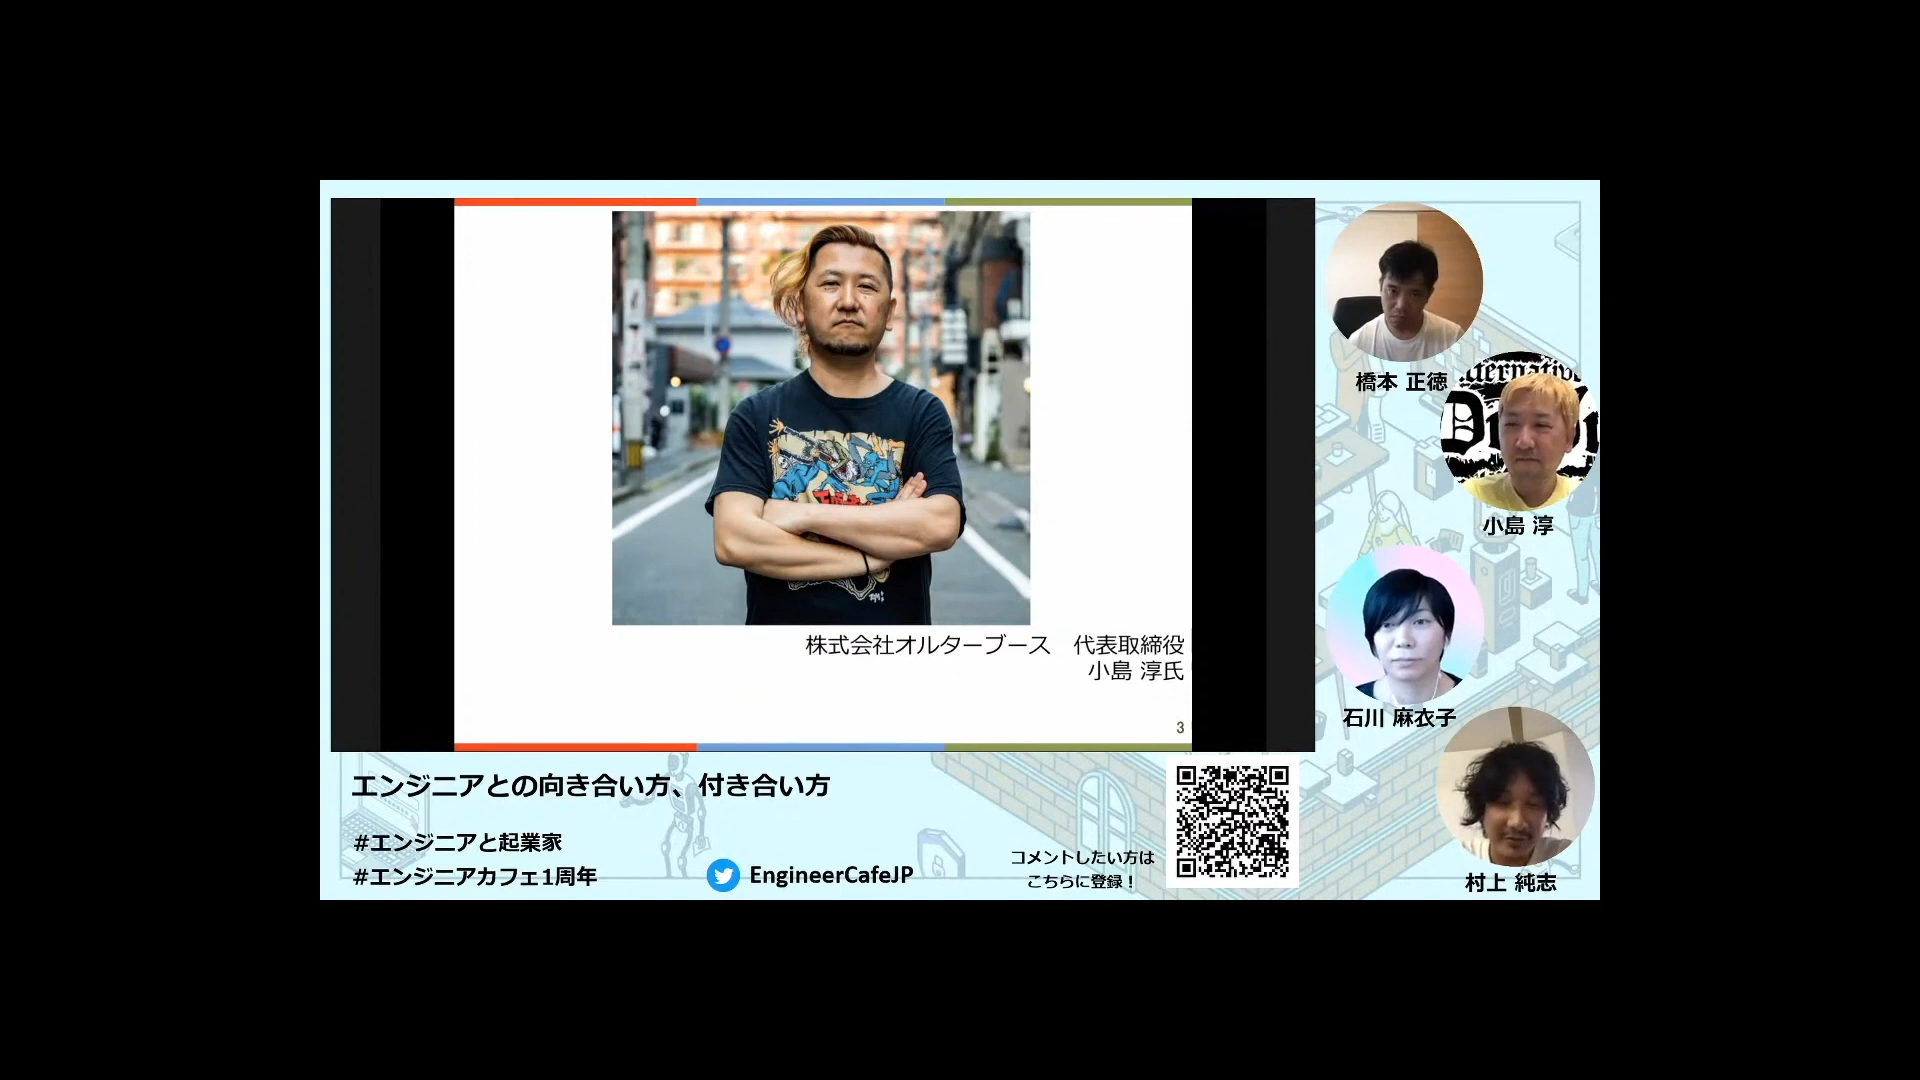 株式会社オルターブース　代表取締役
小島 淳氏
3
橋本 正徳
小島 淳
石川 麻衣子
村上 純志
エンジニアとの向き合い方、付き合い方
#エンジニアと起業家
#エンジニアカフェ1周年
EngineerCafeJP
コメントしたい方は
こちらに登録！